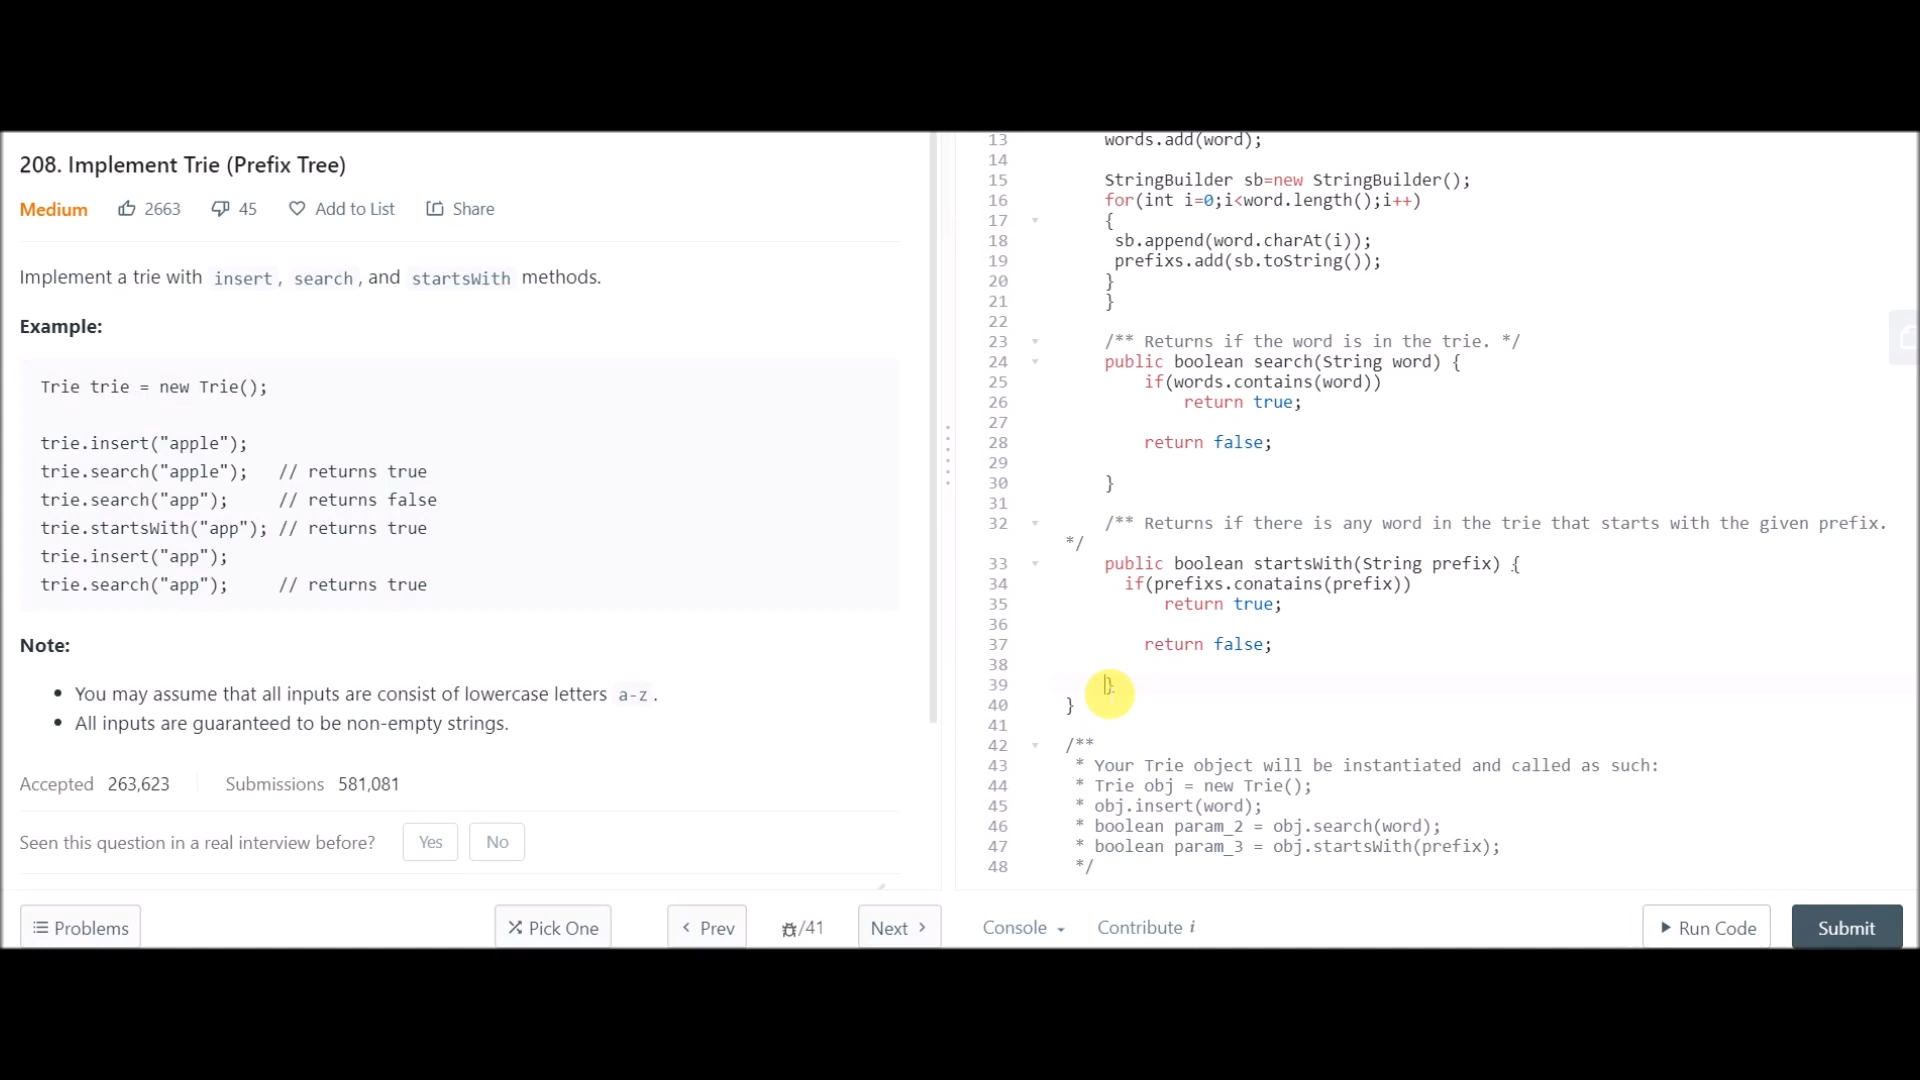 208. Implement Trie (Prefix Tree)
Medium 2663 45 Add to List Share
Implement a trie with insert, search, and startsWith methods.
Example:
Trie trie = new Trie();
trie.insert("apple");
trie.search("apple");   // returns true
trie.search("app");     // returns false
trie.startsWith("app"); // returns true
trie.insert("app");
trie.search("app");     // returns true
Note:
• You may assume that all inputs are consist of lowercase letters a-z.
• All inputs are guaranteed to be non-empty strings.
Accepted 263,623 Submissions 581,081
Seen this question in a real interview before? Yes No
Problems Pick One Prev /41 Next
13 words.add(word);
14
15 StringBuilder sb=new StringBuilder();
16 for(int i=0;i<word.length();i++)
17 {
18 sb.append(word.charAt(i));
19 prefixs.add(sb.toString());
20 }
21 }
22
23 /** Returns if the word is in the trie. */
24 public boolean search(String word) {
25 if(words.contains(word))
26 return true;
27
28 return false;
29
30 }
31
32 /** Returns if there is any word in the trie that starts with the given prefix.
*/
33 public boolean startsWith(String prefix) {
34 if(prefixs.conatains(prefix))
35 return true;
36
37 return false;
38
39 }
40 }
41
42 /**
43 * Your Trie object will be instantiated and called as such:
44 * Trie obj = new Trie();
45 * obj.insert(word);
46 * boolean param_2 = obj.search(word);
47 * boolean param_3 = obj.startsWith(prefix);
48 */
Console Contribute i Run Code Submit